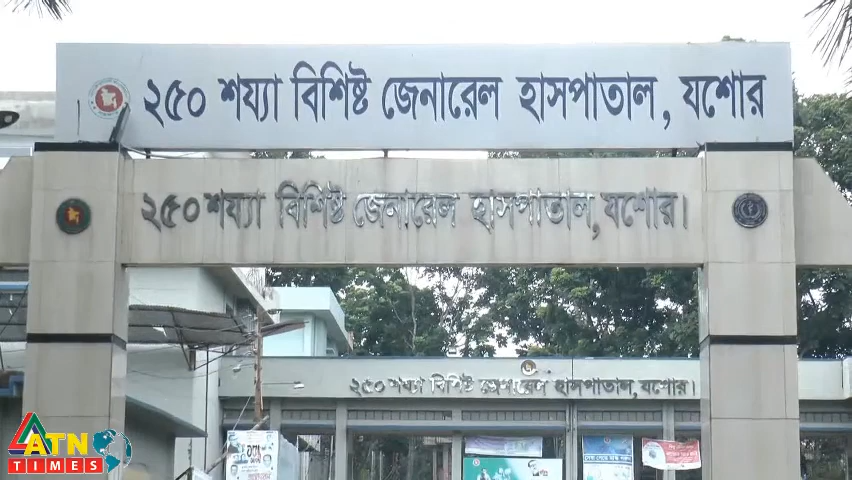 ২৫০ শয্যা বিশিষ্ট জেনারেল হাসপাতাল, যশোর
২৫০ শয্যা বিশিষ্ট জেনারেল হাসপাতাল, যশোর।
২৫০ শয্যা বিশিষ্ট জেনারেল হাসপাতাল, যশোর।
ATN
TIMES